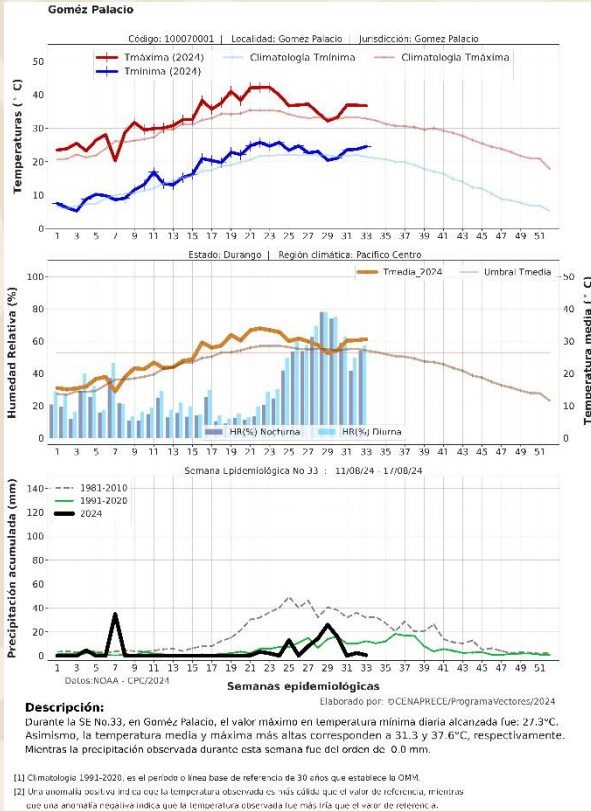 Goméz Palacio
Código: 100070001 | Localidad: Goméz Palacio | Jurisdicción: Gomez Palacio
Tmáxima (2024)
Tmínima (2024)
Climatología Tmínima
Climatología Tmáxima
Temperaturas (° C)
50
40
30
20
10
0
1 3 5 7 9 11 13 15 17 19 21 23 25 27 29 31 33 35 37 39 41 43 45 47 49 51
Estado: Durango | Región climática: Pacífico Centro
Tmedia_2024
Umbral Tmedia
Humedad Relativa (%)
100
80
60
40
20
0
50
40
30
20
10
0
Temperatura media (° C)
HR(%) Nocturna
HR(%) Diurna
1 3 5 7 9 11 13 15 17 19 21 23 25 27 29 31 33 35 37 39 41 43 45 47 49 51
Semana Epidemiológica No 33 : 11/08/24 - 17/08/24
1981-2010
1991-2020
2024
Precipitación acumulada (mm)
140
120
100
80
60
40
20
0
1 3 5 7 9 11 13 15 17 19 21 23 25 27 29 31 33 35 37 39 41 43 45 47 49 51
Datos:NOAA - CPC/2024
Semanas epidemiológicas
Elaborado por: ©CENAPRECE/ProgramaVectores/2024
Descripción:
Durante la SE No.33, en Goméz Palacio, el valor máximo en temperatura mínima diaria alcanzada fue: 27.3°C.
Asimismo, la temperatura media y máxima más altas corresponden a 31.3 y 37.6°C, respectivamente.
Mientras la precipitación observada durante esta semana fue del orden de 0.0 mm.
[1] Climatología 1991-2020, es el período o línea base de referencia de 30 años que establece la OMM.
[2] Una anomalía positiva indica que la temperatura observada es más cálida que el valor de referencia, mientras
que una anomalía negativa indica que la temperatura observada fue más fría que el valor de referencia.